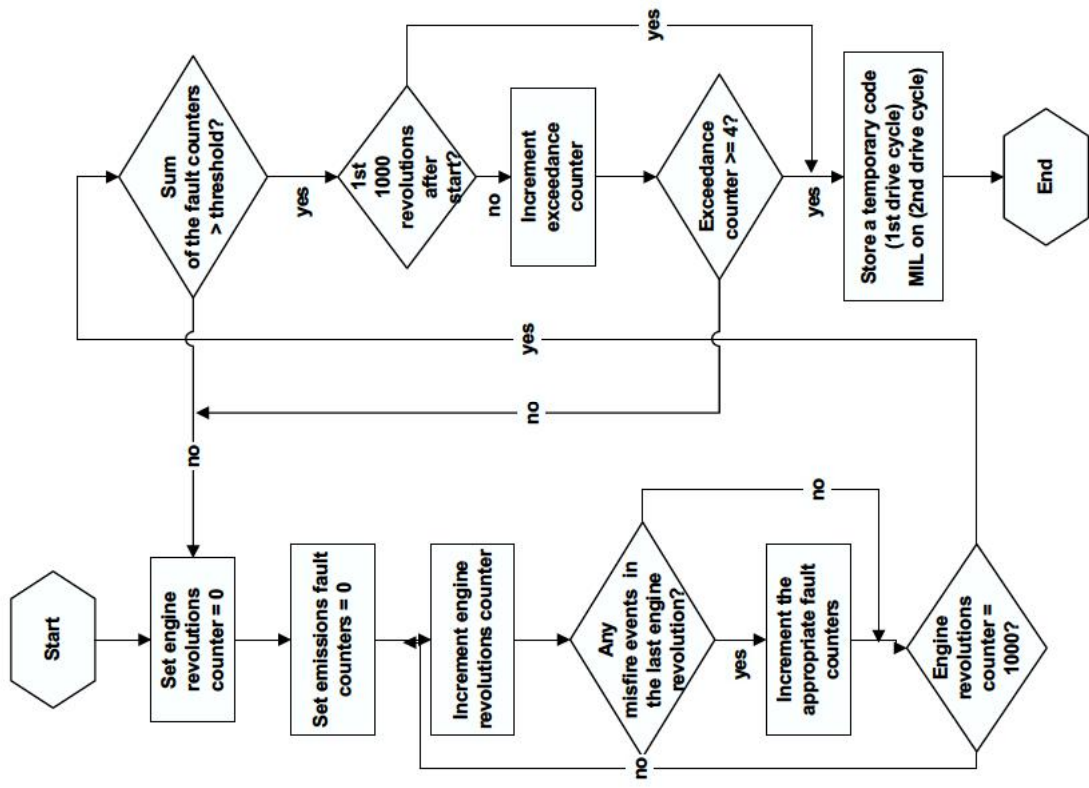 Start
Set engine
revolutions
counter = 0
Set emissions fault
counters = 0
Increment engine
revolutions counter
Any
misfire events in
the last engine
revolution?
yes
no
Increment the
appropriate fault
counters
Engine
revolutions
counter =
1000?
no
yes
Sum
of the fault counters
> threshold?
no
yes
1st
1000
revolutions
after
start?
yes
no
Increment
exceedance
counter
Exceedance
counter >= 4?
no
yes
Store a temporary code
(1st drive cycle)
MIL on (2nd drive cycle)
End